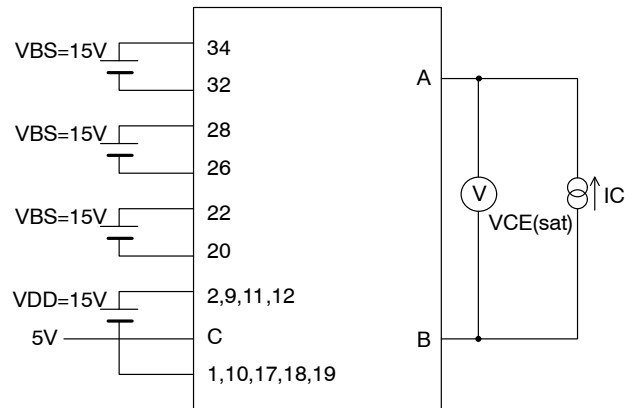 VBS=15V
34
32
A
VBS=15V
28
26
VBS=15V
22
20
V
VCE(sat)
IC
VDD=15V
2,9,11,12
5V
C
B
1,10,17,18,19